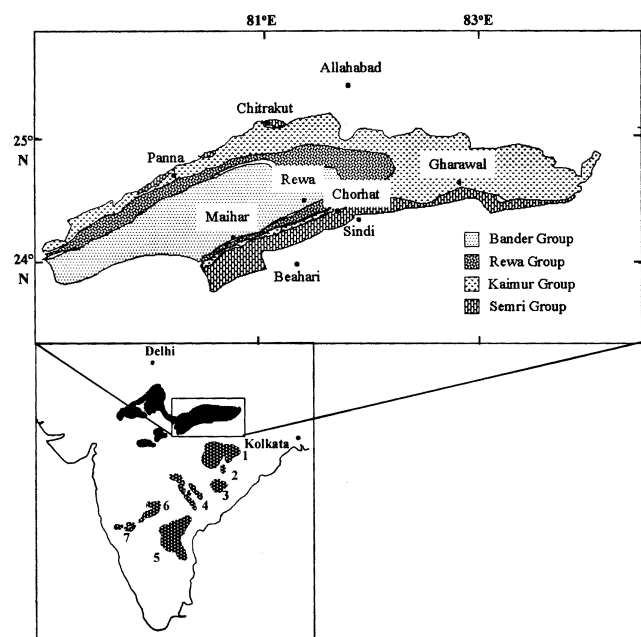 81°E 83°E
Allahabad
Chitrakut
25°
N
Panna
Gharawal
Rewa
Chorhat
Maihar
Sindi
Bander Group
24°
N
Beahari
Rewa Group
Kaimur Group
Semri Group
Delhi
Kolkata
1
2
3
4
6
7
5